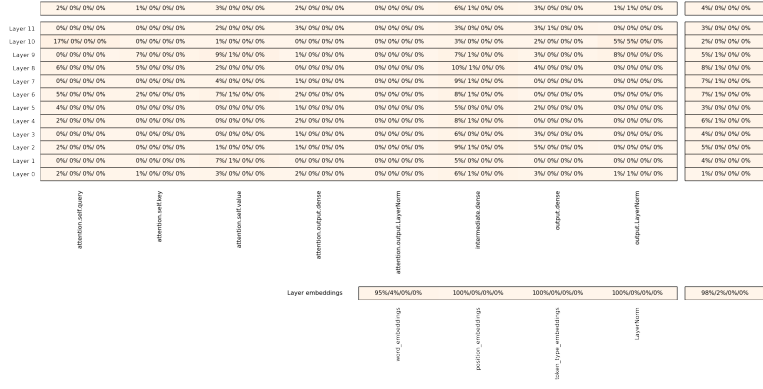 2%/ 0%/ 0%/ 0% 1%/ 0%/ 0%/ 0% 3%/ 0%/ 0%/ 0% 2%/ 0%/ 0%/ 0% 0%/ 0%/ 0%/ 0% 6%/ 1%/ 0%/ 0% 3%/ 0%/ 0%/ 0% 1%/ 1%/ 0%/ 0% 4%/ 0%/ 0%/ 0%
Layer 11 0%/ 0%/ 0%/ 0% 0%/ 0%/ 0%/ 0% 2%/ 0%/ 0%/ 0% 3%/ 0%/ 0%/ 0% 0%/ 0%/ 0%/ 0% 3%/ 0%/ 0%/ 0% 3%/ 1%/ 0%/ 0% 0%/ 0%/ 0%/ 0% 3%/ 0%/ 0%/ 0%
Layer 10 17%/ 0%/ 0%/ 0% 0%/ 0%/ 0%/ 0% 1%/ 0%/ 0%/ 0% 0%/ 0%/ 0%/ 0% 0%/ 0%/ 0%/ 0% 3%/ 0%/ 0%/ 0% 2%/ 0%/ 0%/ 0% 5%/ 5%/ 0%/ 0% 2%/ 0%/ 0%/ 0%
Layer 9 0%/ 0%/ 0%/ 0% 7%/ 0%/ 0%/ 0% 9%/ 1%/ 0%/ 0% 1%/ 0%/ 0%/ 0% 0%/ 0%/ 0%/ 0% 7%/ 1%/ 0%/ 0% 3%/ 0%/ 0%/ 0% 8%/ 0%/ 0%/ 0% 5%/ 1%/ 0%/ 0%
Layer 8 6%/ 0%/ 0%/ 0% 5%/ 0%/ 0%/ 0% 2%/ 0%/ 0%/ 0% 0%/ 0%/ 0%/ 0% 0%/ 0%/ 0%/ 0% 10%/ 1%/ 0%/ 0% 4%/ 0%/ 0%/ 0% 0%/ 0%/ 0%/ 0% 8%/ 1%/ 0%/ 0%
Layer 7 0%/ 0%/ 0%/ 0% 0%/ 0%/ 0%/ 0% 4%/ 0%/ 0%/ 0% 1%/ 0%/ 0%/ 0% 0%/ 0%/ 0%/ 0% 9%/ 1%/ 0%/ 0% 0%/ 0%/ 0%/ 0% 0%/ 0%/ 0%/ 0% 7%/ 1%/ 0%/ 0%
Layer 6 5%/ 0%/ 0%/ 0% 2%/ 0%/ 0%/ 0% 7%/ 1%/ 0%/ 0% 2%/ 0%/ 0%/ 0% 0%/ 0%/ 0%/ 0% 8%/ 1%/ 0%/ 0% 0%/ 0%/ 0%/ 0% 0%/ 0%/ 0%/ 0% 7%/ 1%/ 0%/ 0%
Layer 5 4%/ 0%/ 0%/ 0% 0%/ 0%/ 0%/ 0% 0%/ 0%/ 0%/ 0% 1%/ 0%/ 0%/ 0% 0%/ 0%/ 0%/ 0% 5%/ 0%/ 0%/ 0% 2%/ 0%/ 0%/ 0% 0%/ 0%/ 0%/ 0% 3%/ 0%/ 0%/ 0%
Layer 4 2%/ 0%/ 0%/ 0% 0%/ 0%/ 0%/ 0% 0%/ 0%/ 0%/ 0% 2%/ 0%/ 0%/ 0% 0%/ 0%/ 0%/ 0% 8%/ 1%/ 0%/ 0% 0%/ 0%/ 0%/ 0% 0%/ 0%/ 0%/ 0% 6%/ 1%/ 0%/ 0%
Layer 3 0%/ 0%/ 0%/ 0% 0%/ 0%/ 0%/ 0% 0%/ 0%/ 0%/ 0% 1%/ 0%/ 0%/ 0% 0%/ 0%/ 0%/ 0% 6%/ 0%/ 0%/ 0% 3%/ 0%/ 0%/ 0% 0%/ 0%/ 0%/ 0% 4%/ 0%/ 0%/ 0%
Layer 2 2%/ 0%/ 0%/ 0% 0%/ 0%/ 0%/ 0% 1%/ 0%/ 0%/ 0% 1%/ 0%/ 0%/ 0% 0%/ 0%/ 0%/ 0% 9%/ 1%/ 0%/ 0% 5%/ 0%/ 0%/ 0% 0%/ 0%/ 0%/ 0% 5%/ 0%/ 0%/ 0%
Layer 1 0%/ 0%/ 0%/ 0% 0%/ 0%/ 0%/ 0% 7%/ 1%/ 0%/ 0% 0%/ 0%/ 0%/ 0% 0%/ 0%/ 0%/ 0% 5%/ 0%/ 0%/ 0% 0%/ 0%/ 0%/ 0% 0%/ 0%/ 0%/ 0% 4%/ 0%/ 0%/ 0%
Layer 0 2%/ 0%/ 0%/ 0% 1%/ 0%/ 0%/ 0% 3%/ 0%/ 0%/ 0% 2%/ 0%/ 0%/ 0% 0%/ 0%/ 0%/ 0% 6%/ 1%/ 0%/ 0% 3%/ 0%/ 0%/ 0% 1%/ 1%/ 0%/ 0% 1%/ 0%/ 0%/ 0%
attention.self.query
attention.self.key
attention.self.value
attention.output.dense
attention.output.LayerNorm
intermediate.dense
output.dense
output.LayerNorm
Layer embeddings 95%/4%/0%/0% 100%/0%/0%/0% 100%/0%/0%/0% 100%/0%/0%/0% 98%/2%/0%/0%
word_embeddings
position_embeddings
token_type_embeddings
LayerNorm